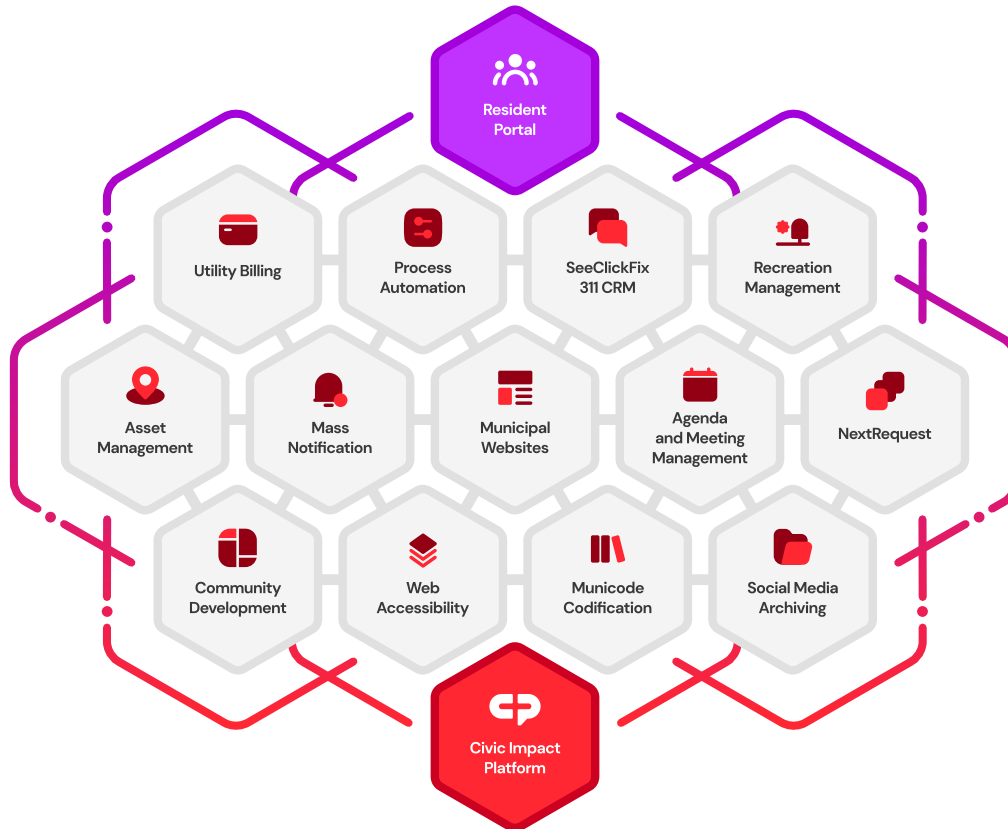 Resident
Portal
Utility Billing
Process
Automation
SeeClickFix
311 CRM
Recreation
Management
Asset
Management
Mass
Notification
Municipal
Websites
Agenda
and Meeting
Management
NextRequest
Community
Development
Web
Accessibility
Municode
Codification
Social Media
Archiving
Civic Impact
Platform